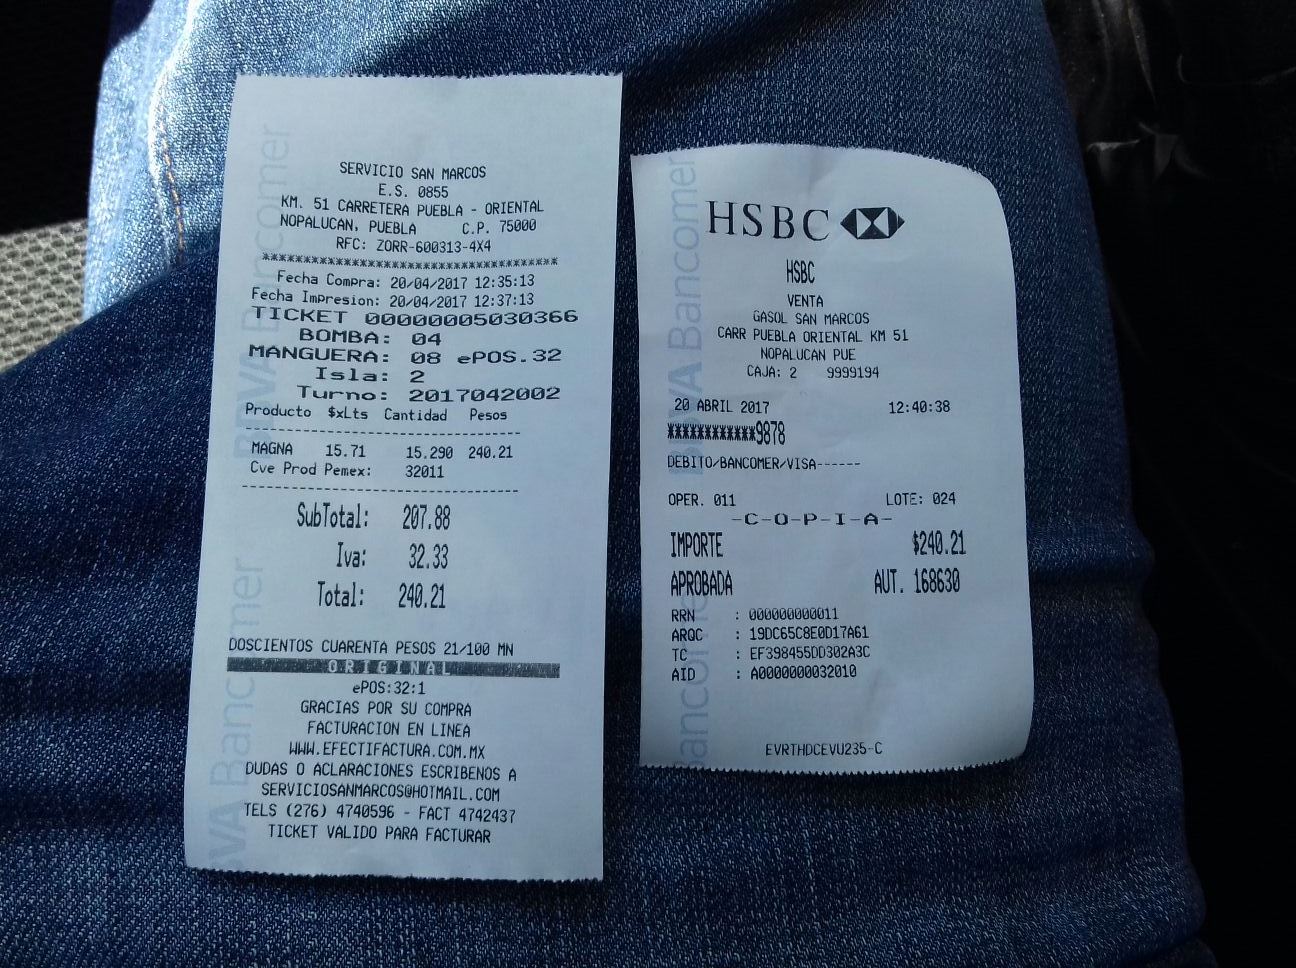 SERVICIO SAN MARCOS
E.S. 0855
KM. 51 CARRETERA PUEBLA - ORIENTAL
NOPALUCAN, PUEBLA C.P. 75000
RFC: ZORR-600313-4X4
************************************
Fecha Compra: 20/04/2017 12:35:13
Fecha Impresion: 20/04/2017 12:37:13
TICKET 00000005030366
BOMBA: 04
MANGUERA: 08 ePOS.32
Isla: 2
Turno: 2017042002
Producto $xLts Cantidad Pesos
MAGNA 15.71 15.290 240.21
Cve Prod Pemex: 32011
SubTotal: 207.88
Iva: 32.33
Total: 240.21
DOSCIENTOS CUARENTA PESOS 21/100 MN
ORIGINAL
ePOS:32:1
GRACIAS POR SU COMPRA
FACTURACION EN LINEA
WWW.EFECTIFACTURA.COM.MX
DUDAS O ACLARACIONES ESCRIBENOS A
SERVICIOSANMARCOS@HOTMAIL.COM
TELS (276) 4740596 - FACT 4742437
TICKET VALIDO PARA FACTURAR
BBVA Bancomer
BBVA Bancomer
HSBC
HSBC
VENTA
GASOL SAN MARCOS
CARR PUEBLA ORIENTAL KM 51
NOPALUCAN PUE
CAJA: 2 9999194
20 ABRIL 2017 12:40:38
************9878
DEBITO/BANCOMER/VISA------
OPER. 011 LOTE: 024
-C-O-P-I-A-
IMPORTE $240.21
APROBADA AUT. 168630
RRN : 000000000011
ARQC : 19DC65C8E0D17A61
TC : EF398455DD302A3C
AID : A0000000032010
EVRTHDCEVU235-C
BBVA Bancomer
Bancomer